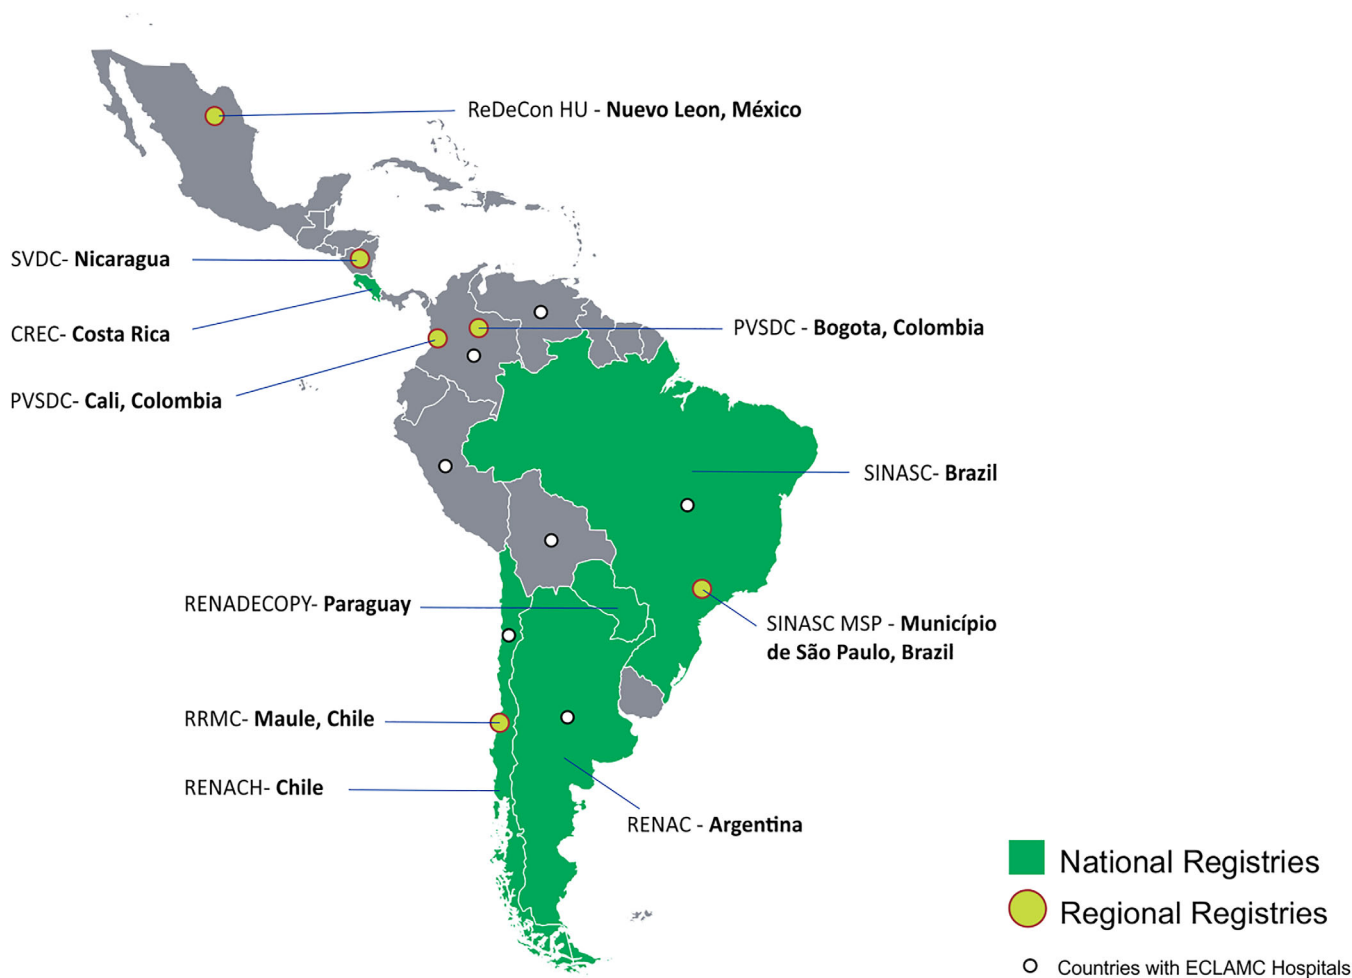 ReDeCon HU - Nuevo Leon, México
SVDC- Nicaragua
CREC- Costa Rica
PVSDC - Bogota, Colombia
PVSDC- Cali, Colombia
SINASC- Brazil
RENADECOPY- Paraguay
SINASC MSP - Município
de São Paulo, Brazil
RRMC- Maule, Chile
RENACH- Chile
RENAC - Argentina
National Registries
Regional Registries
Countries with ECLAMC Hospitals